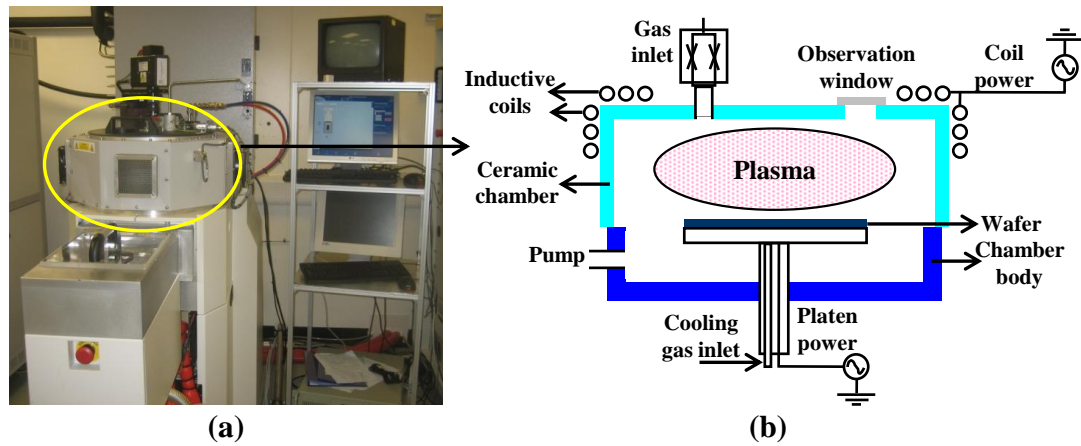 Gas
inlet
Observation
window
Coil
power
Inductive
coils
Plasma
Ceramic
chamber
Wafer
Pump
Chamber
body
Cooling
gas inlet
Platen
power
(a)
(b)